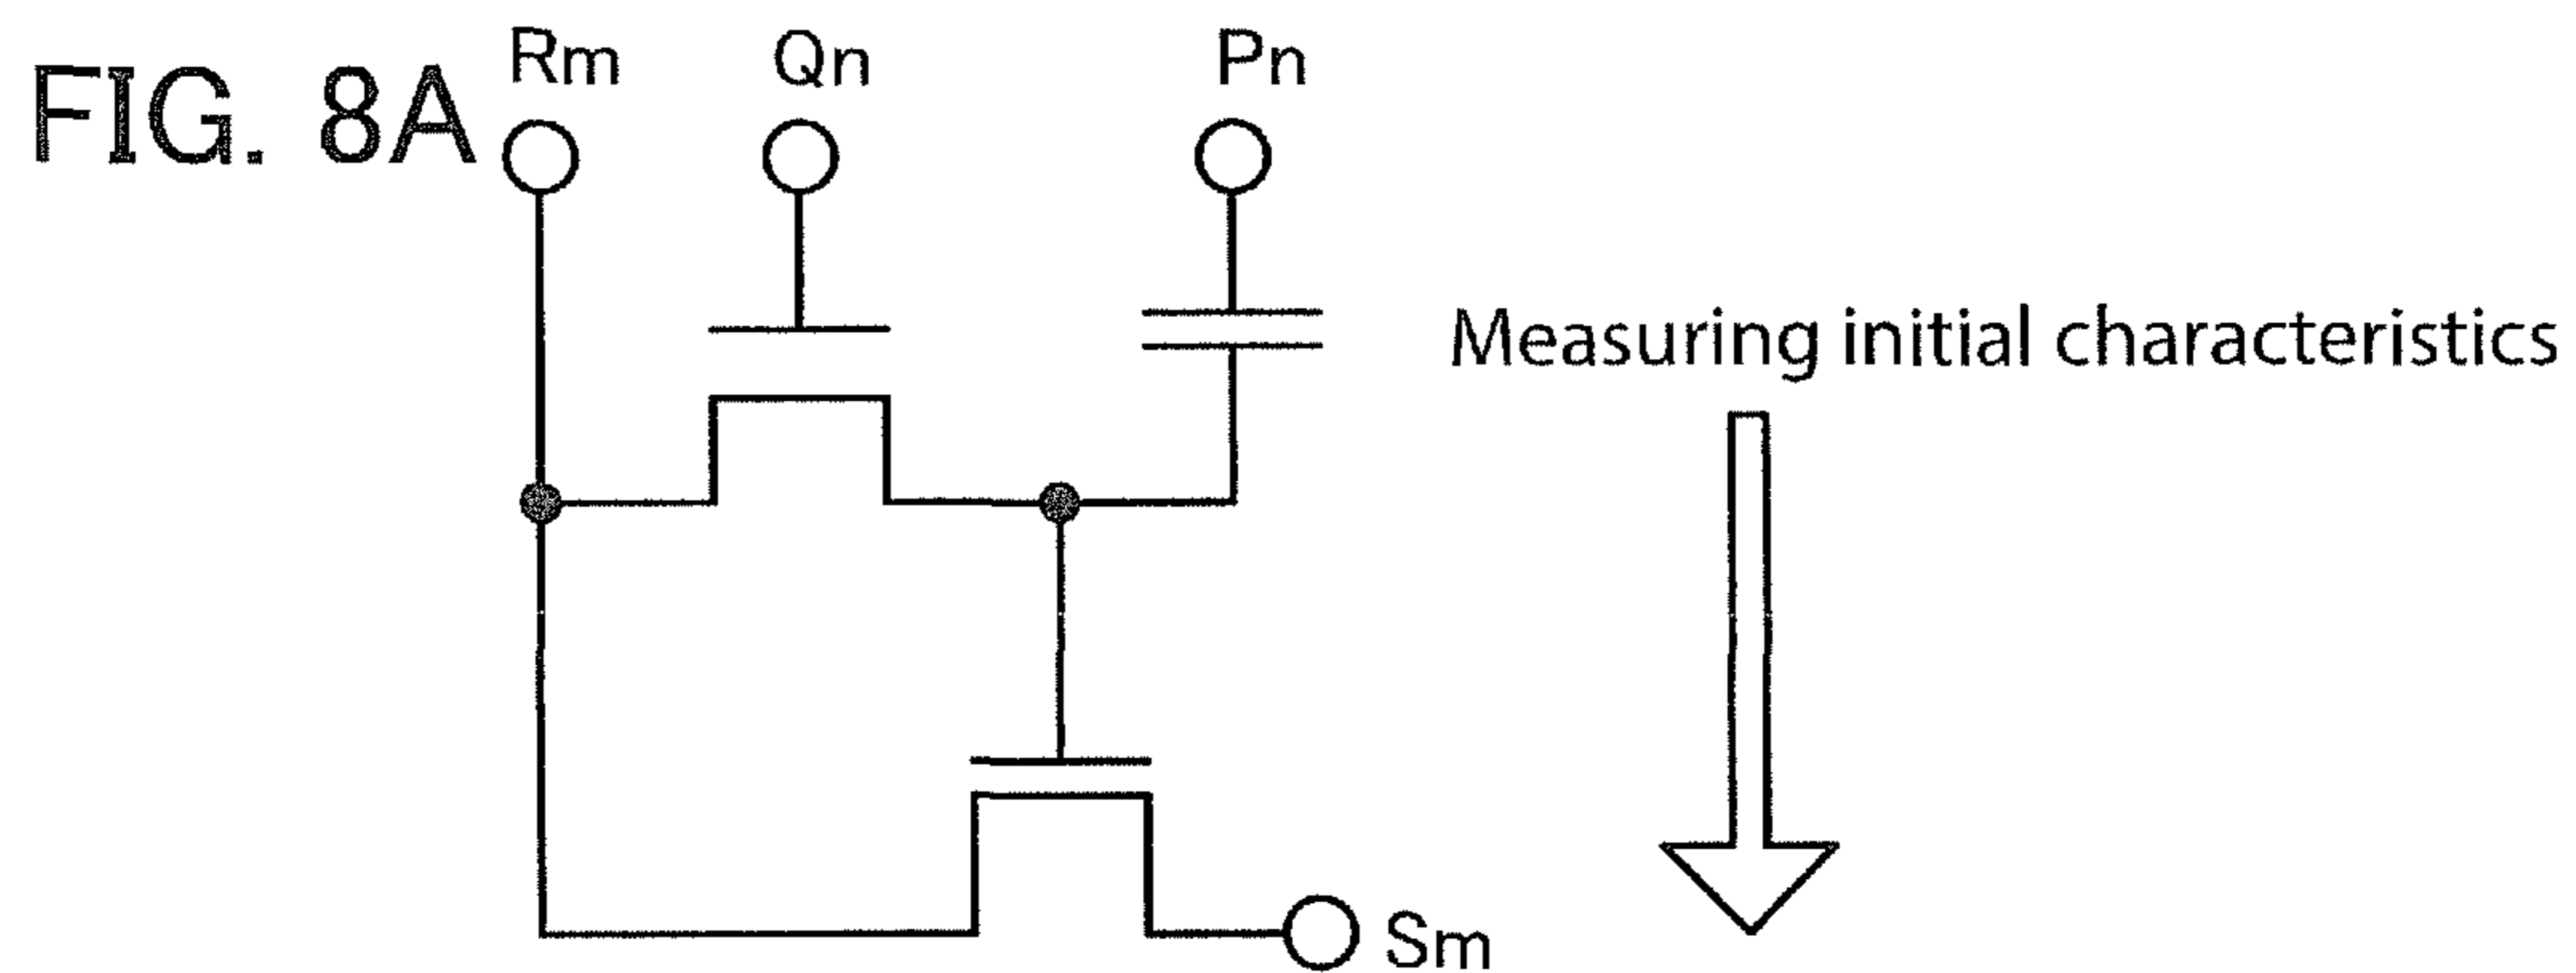 FIG. 8A
Rm
Qn
Pn
Measuring initial characteristics
Sm